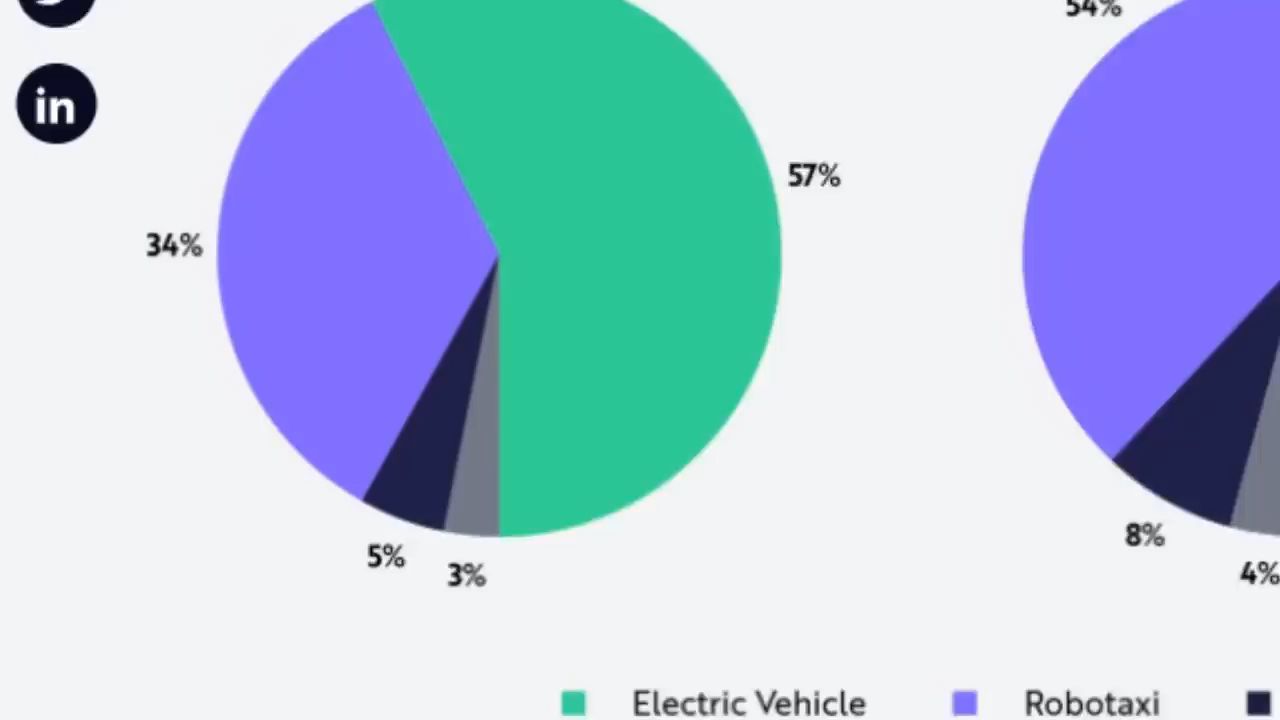 54%
57%
34%
8%
5%
3%
4%
in
Electric Vehicle
Robotaxi